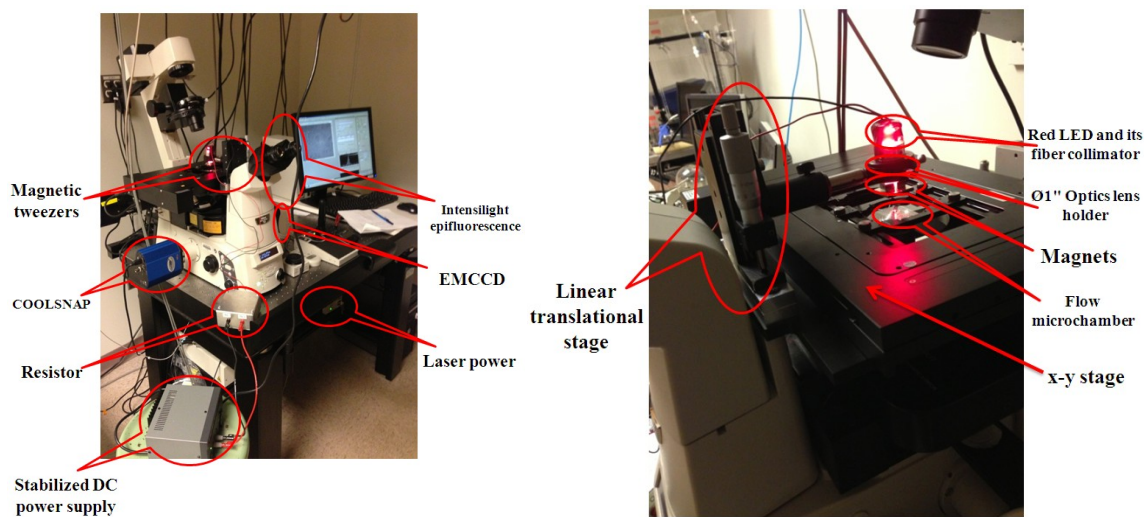 Magnetic
tweezers
COOLSNAP
Resistor
Stabilized DC
power supply
Intensilight
epifluorescence
EMCCD
Laser power
Linear
translational
stage
Red LED and its
fiber collimator
Ø1" Optics lens
holder
Magnets
Flow
microchamber
x-y stage